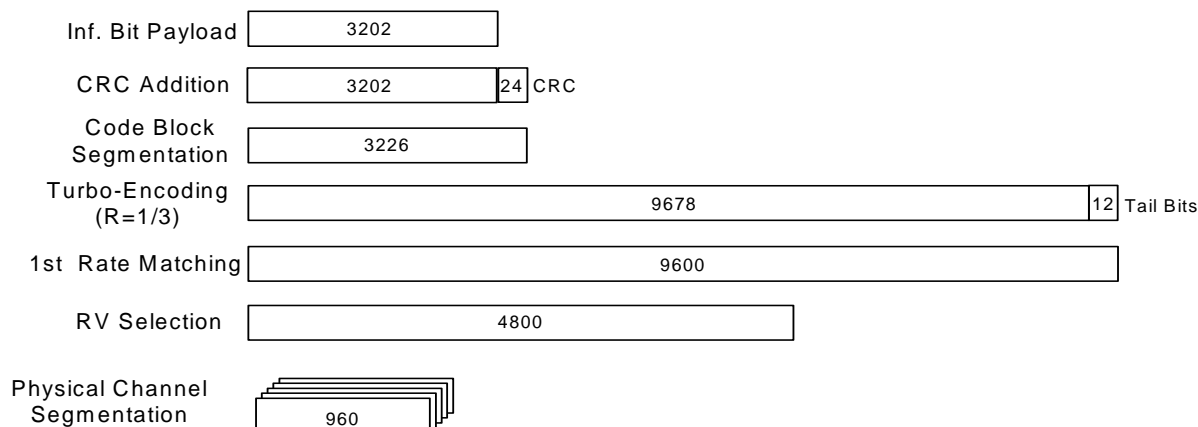 Inf. Bit Payload 3202
CRC Addition 3202 24 CRC
Code Block
Segmentation 3226
Turbo-Encoding
(R=1/3) 9678 12 Tail Bits
1st Rate Matching 9600
RV Selection 4800
Physical Channel
Segmentation 960